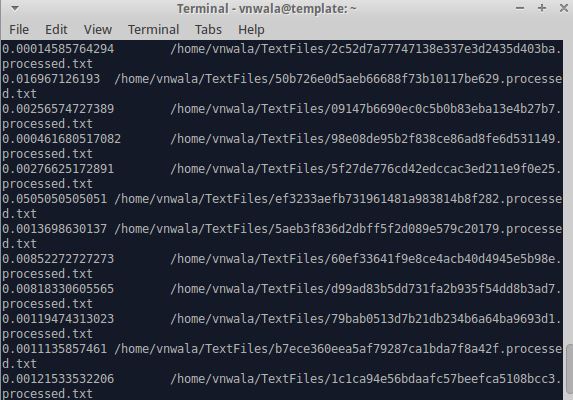 Terminal - vnwala@template: ~
File Edit View Terminal Tabs Help
0.00014585764294 /home/vnwala/TextFiles/2c52d7a77747138e337e3d2435d403ba.
processed.txt
0.016967126193 /home/vnwala/TextFiles/50b726e0d5aeb66688f73b10117be629.processe
d.txt
0.00256574727389 /home/vnwala/TextFiles/09147b6690ec0c5b0b83eba13e4b27b7.
processed.txt
0.000461680517082 /home/vnwala/TextFiles/98e08de95b2f838ce86ad8fe6d531149.
processed.txt
0.00276625172891 /home/vnwala/TextFiles/5f27de776cd42edccac3ed211e9f0e25.
processed.txt
0.0505050505051 /home/vnwala/TextFiles/ef3233aefb731961481a983814b8f282.processe
d.txt
0.0013698630137 /home/vnwala/TextFiles/5aeb3f836d2dbff5f2d089e579c20179.processe
d.txt
0.00852272727273 /home/vnwala/TextFiles/60ef33641f9e8ce4acb40d4945e5b98e.
processed.txt
0.00818330605565 /home/vnwala/TextFiles/d99ad83b5dd731fa2b935f54dd8b3ad7.
processed.txt
0.00119474313023 /home/vnwala/TextFiles/79bab0513d7b21db234b6a64ba9693d1.
processed.txt
0.0011135857461 /home/vnwala/TextFiles/b7ece360eea5af79287ca1bda7f8a42f.processe
d.txt
0.00121533532206 /home/vnwala/TextFiles/1c1ca94e56bdaafc57beefca5108bcc3.
processed.txt